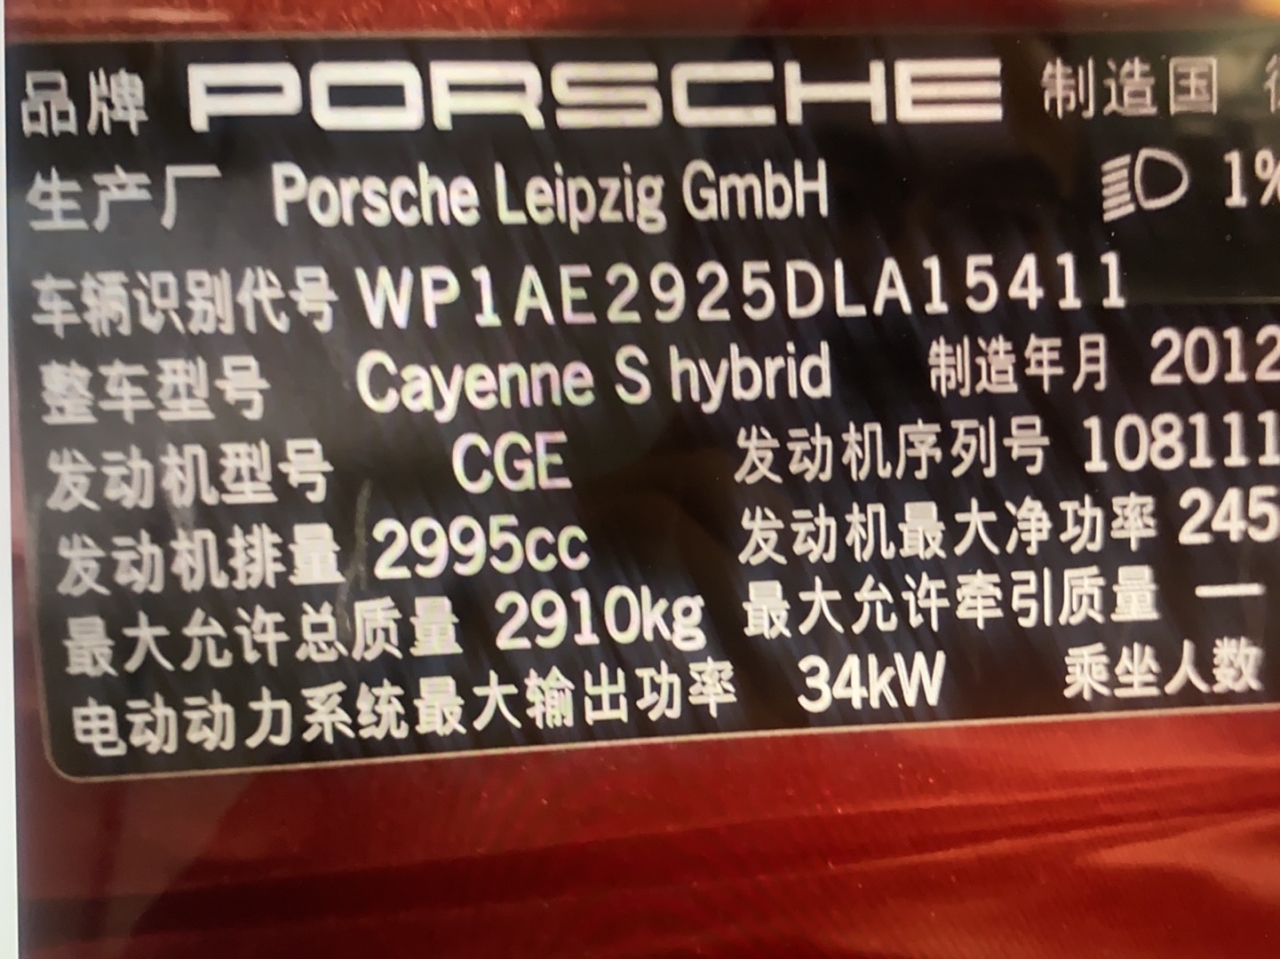 品牌 PORSCHE 制造国
生产厂 Porsche Leipzig GmbH 1%
车辆识别代号 WP1AE2925DLA15411
整车型号 Cayenne S hybrid 制造年月 2012
发动机型号 CGE 发动机序列号 108111
发动机排量 2995cc 发动机最大净功率 245
最大允许总质量 2910kg 最大允许牵引质量 —
电动动力系统最大输出功率 34kW 乘坐人数